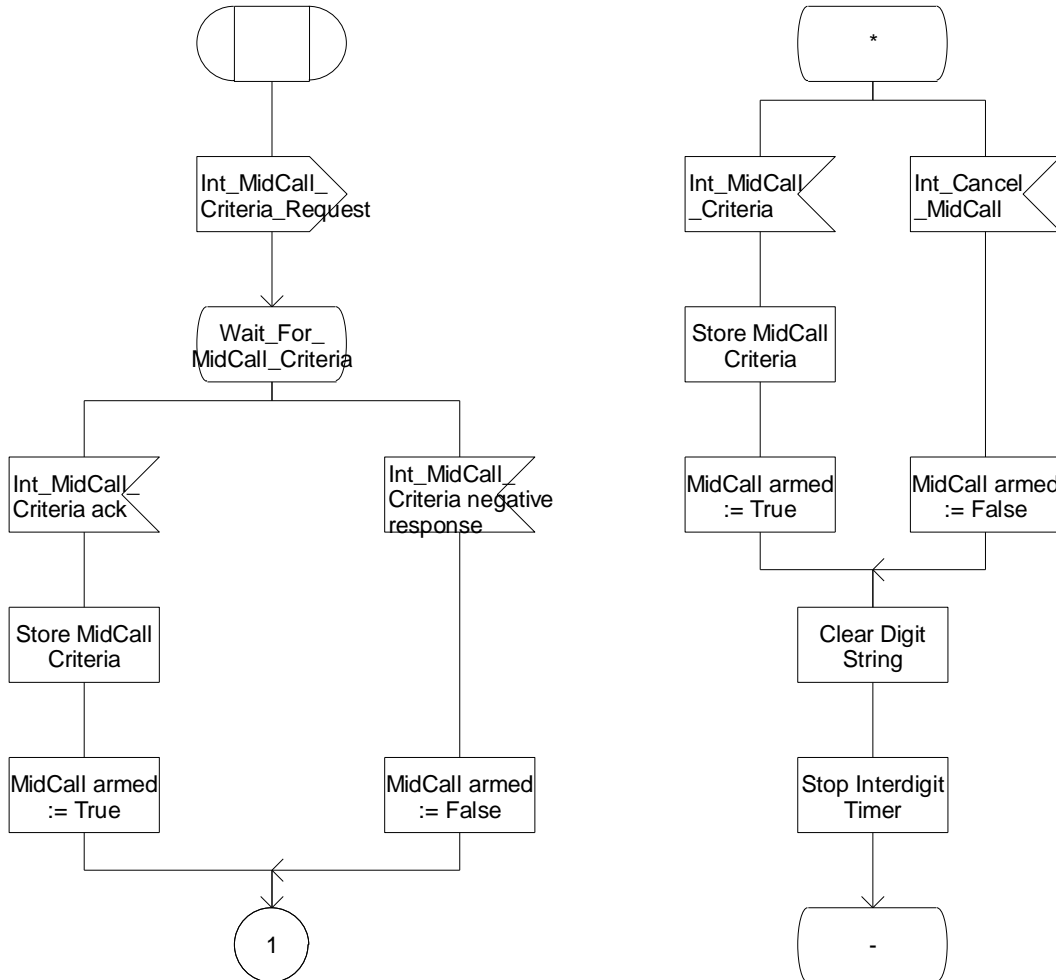 Int_MidCall_
Criteria_Request
Wait_For_
MidCall_Criteria
Int_MidCall_
Criteria ack
Int_MidCall_
Criteria negative
response
Store MidCall
Criteria
MidCall armed
:= True
MidCall armed
:= False
1
*
Int_MidCall
_Criteria
Int_Cancel
_MidCall
Store MidCall
Criteria
MidCall armed
:= True
MidCall armed
:= False
Clear Digit
String
Stop Interdigit
Timer
-